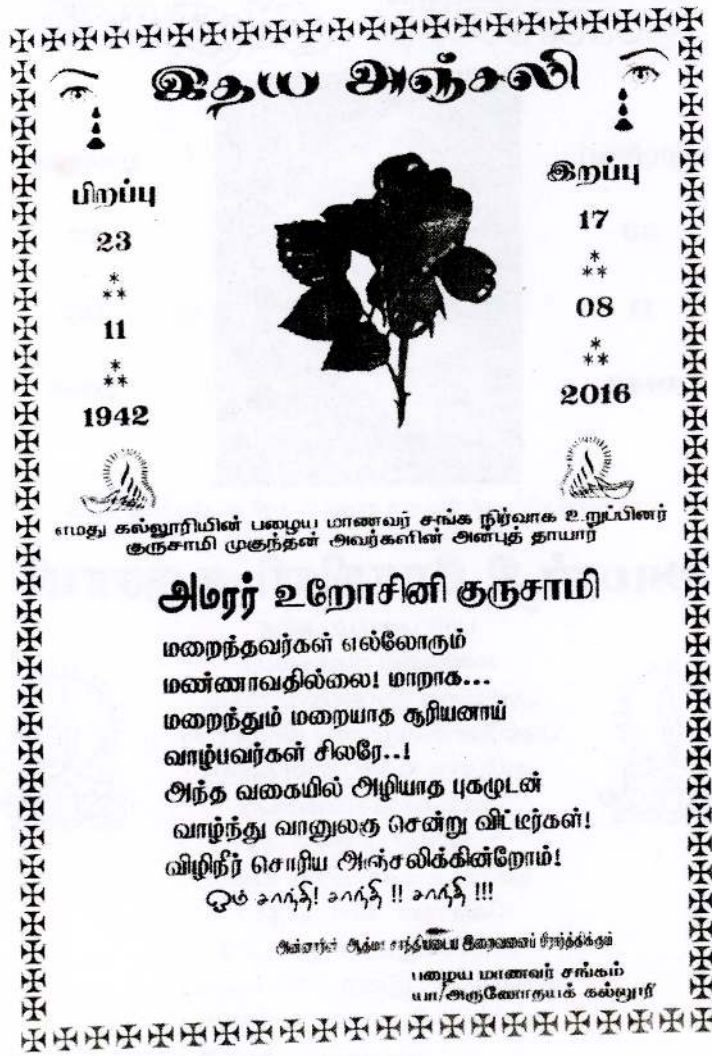 இதய அஞ்சலி
பிறப்பு
23
*
**
11
*
**
1942
இறப்பு
17
*
**
08
*
**
2016
எமது கல்லூரியின் பழைய மாணவர் சங்க நிர்வாக உறுப்பினர்
குருசாமி முகுந்தன் அவர்களின் அன்புத் தாயார்
அமரர் உறோசினி குருசாமி
மறைந்தவர்கள் எல்லோரும்
மண்ணாவதில்லை! மாறாக...
மறைந்தும் மறையாத சூரியனாய்
வாழ்பவர்கள் சிலரே..!
அந்த வகையில் அழியாத புகழுடன்
வாழ்ந்து வானுலகு சென்று விட்டீர்கள்!
விழிநீர் சொரிய அஞ்சலிக்கின்றோம்!
ஓம் சாந்தி! சாந்தி !! சாந்தி !!!
அன்னாரின் ஆத்மா சாந்தியடைய இறைவனைப் பிரார்த்திக்கும்
பழைய மாணவர் சங்கம்
யா/அருணோதயக் கல்லூரி